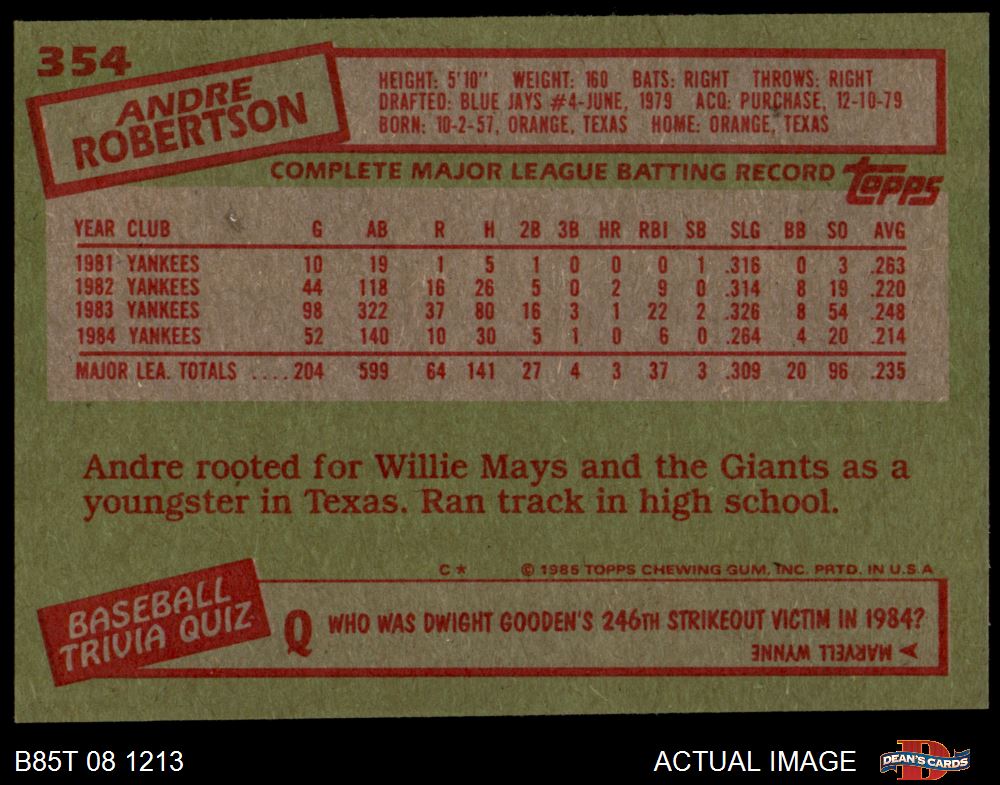 354
ANDRE
ROBERTSON
HEIGHT: 5'10" WEIGHT: 160 BATS: RIGHT THROWS: RIGHT
DRAFTED: BLUE JAYS #4-JUNE, 1979 ACQ: PURCHASE, 12-10-79
BORN: 10-2-57, ORANGE, TEXAS HOME: ORANGE, TEXAS
COMPLETE MAJOR LEAGUE BATTING RECORD topps
YEAR CLUB G AB R H 2B 3B HR RBI SB SLG BB SO AVG
1981 YANKEES 10 19 1 5 1 0 0 0 1 .316 0 3 .263
1982 YANKEES 44 118 16 26 5 0 2 9 0 .314 8 19 .220
1983 YANKEES 98 322 37 80 16 3 1 22 2 .326 8 54 .248
1984 YANKEES 52 140 10 30 5 1 0 6 0 .264 4 20 .214
MAJOR LEA. TOTALS ....204 599 64 141 27 4 3 37 3 .309 20 96 .235
Andre rooted for Willie Mays and the Giants as a
youngster in Texas. Ran track in high school.
C* © 1985 TOPPS CHEWING GUM, INC. PRTD. IN U.S.A
BASEBALL
TRIVIA QUIZ
Q WHO WAS DWIGHT GOODEN'S 246TH STRIKEOUT VICTIM IN 1984?
A MARVELL WYNNE
B85T 08 1213 ACTUAL IMAGE D DEAN'S CARDS